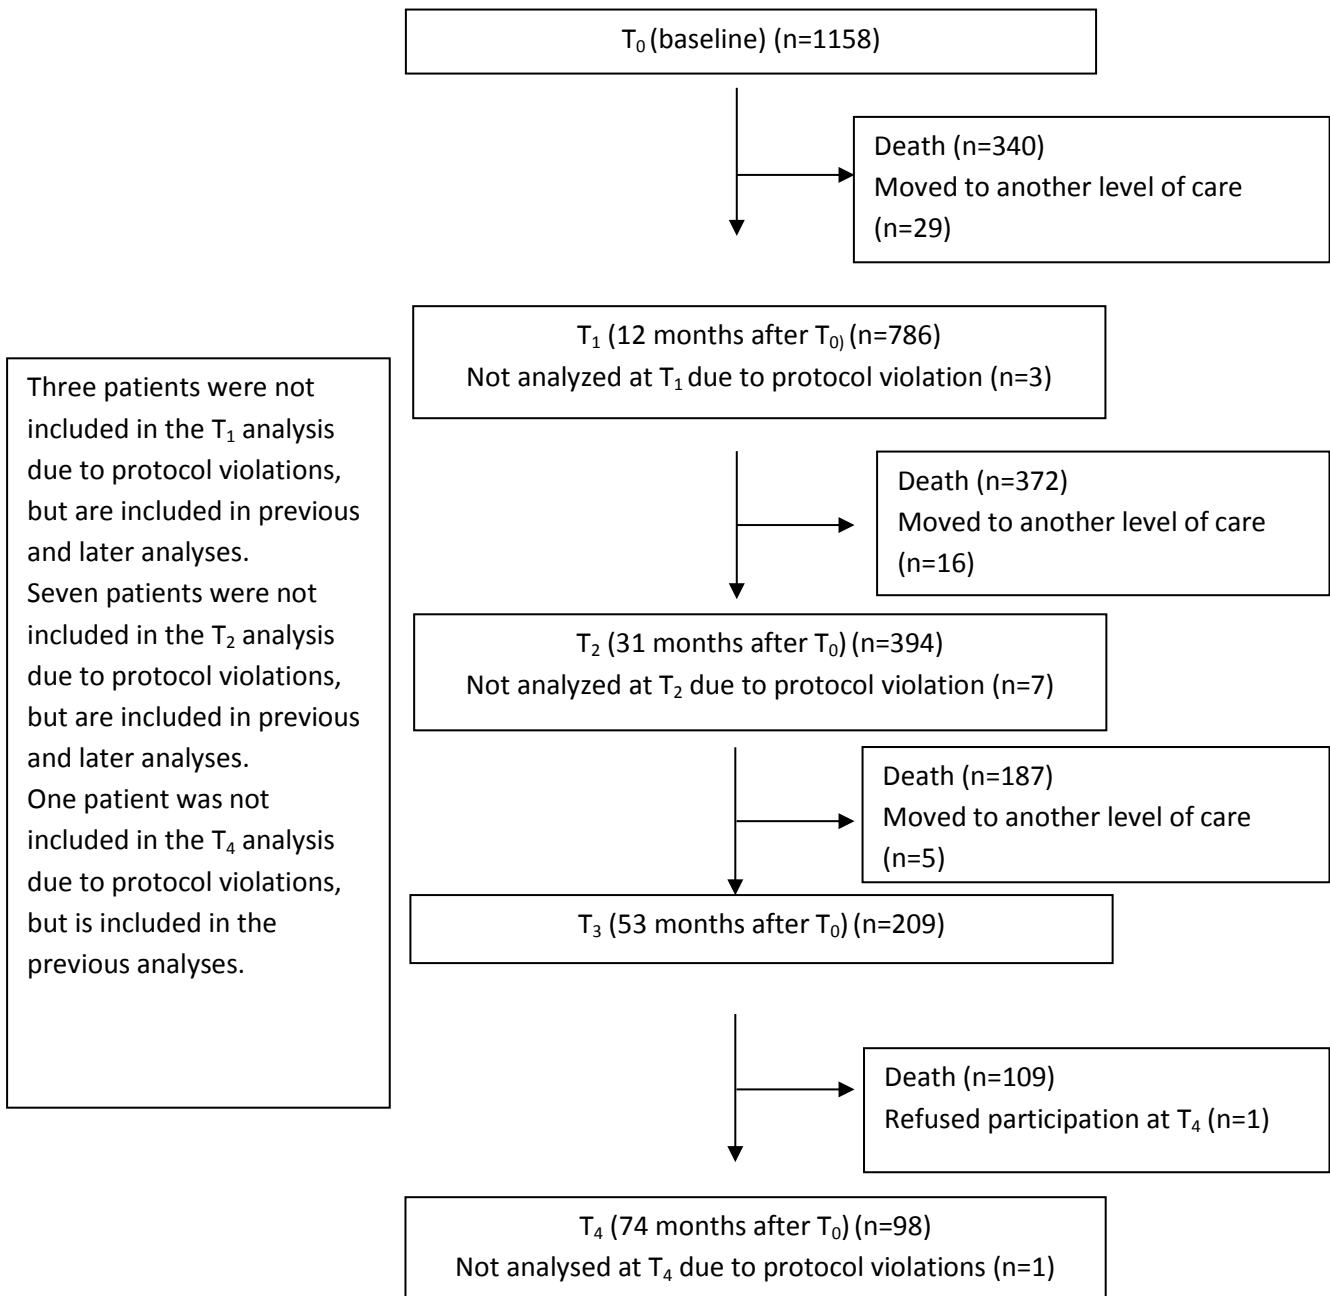 T₀ (baseline) (n=1158)
Death (n=340)
Moved to another level of care
(n=29)
T₁ (12 months after T₀) (n=786)
Not analyzed at T₁ due to protocol violation (n=3)
Three patients were not
included in the T₁ analysis
due to protocol violations,
but are included in previous
and later analyses.
Seven patients were not
included in the T₂ analysis
due to protocol violations,
but are included in previous
and later analyses.
One patient was not
included in the T₄ analysis
due to protocol violations,
but is included in the
previous analyses.
Death (n=372)
Moved to another level of care
(n=16)
T₂ (31 months after T₀) (n=394)
Not analyzed at T₂ due to protocol violation (n=7)
Death (n=187)
Moved to another level of care
(n=5)
T₃ (53 months after T₀) (n=209)
Death (n=109)
Refused participation at T₄ (n=1)
T₄ (74 months after T₀) (n=98)
Not analysed at T₄ due to protocol violations (n=1)